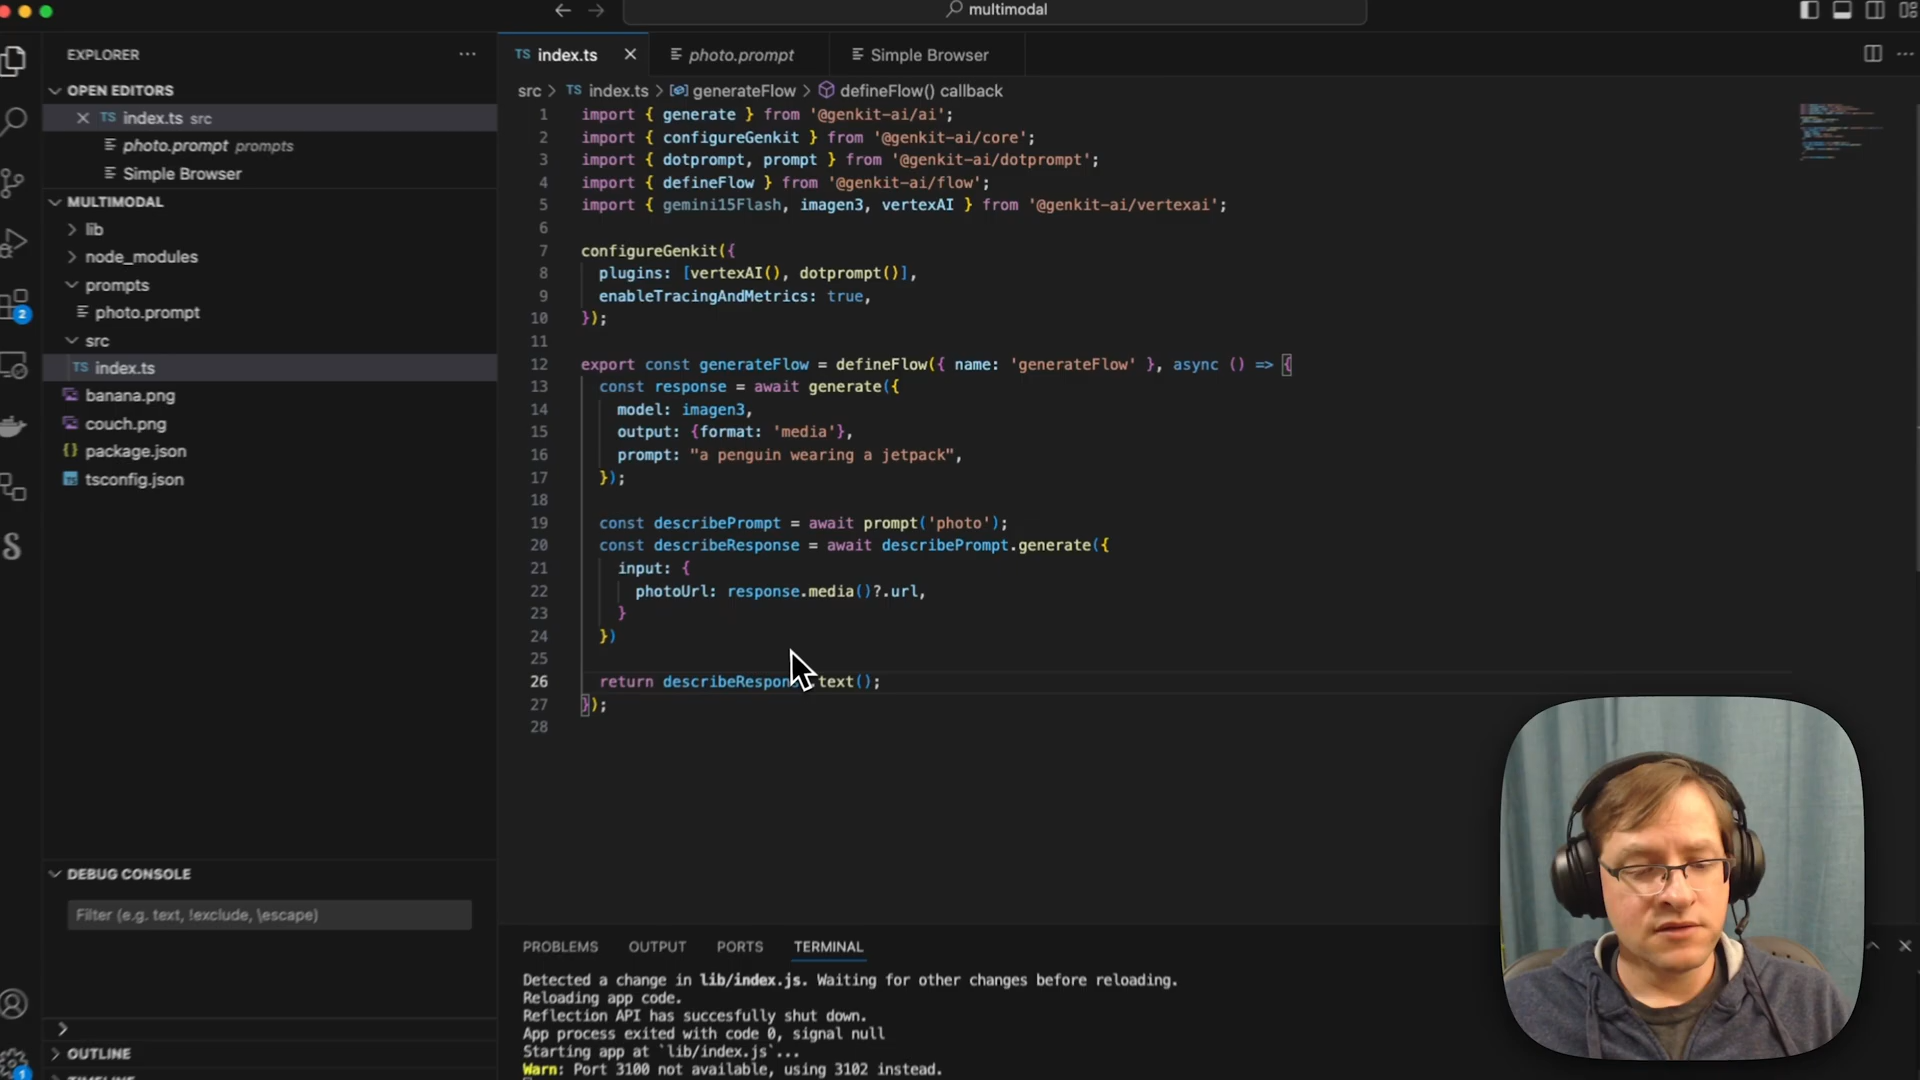 multimodal
EXPLORER
OPEN EDITORS
TS index.ts src
photo.prompt prompts
Simple Browser
MULTIMODAL
lib
node_modules
prompts
photo.prompt
src
TS index.ts
banana.png
couch.png
{} package.json
tsconfig.json
DEBUG CONSOLE
Filter (e.g. text, !exclude, \escape)
OUTLINE
2
1
TS index.ts
photo.prompt
Simple Browser
src > TS index.ts > generateFlow > defineFlow() callback
1 import { generate } from '@genkit-ai/ai';
2 import { configureGenkit } from '@genkit-ai/core';
3 import { dotprompt, prompt } from '@genkit-ai/dotprompt';
4 import { defineFlow } from '@genkit-ai/flow';
5 import { gemini15Flash, imagen3, vertexAI } from '@genkit-ai/vertexai';
6
7 configureGenkit({
8 plugins: [vertexAI(), dotprompt()],
9 enableTracingAndMetrics: true,
10 });
11
12 export const generateFlow = defineFlow({ name: 'generateFlow' }, async () => {
13 const response = await generate({
14 model: imagen3,
15 output: {format: 'media'},
16 prompt: "a penguin wearing a jetpack",
17 });
18
19 const describePrompt = await prompt('photo');
20 const describeResponse = await describePrompt.generate({
21 input: {
22 photoUrl: response.media()?.url,
23 }
24 })
25
26 return describeRespon text();
27 });
28
PROBLEMS OUTPUT PORTS TERMINAL
Detected a change in lib/index.js. Waiting for other changes before reloading.
Reloading app code.
Reflection API has succesfully shut down.
App process exited with code 0, signal null
Starting app at `lib/index.js`...
Warn: Port 3100 not available, using 3102 instead.